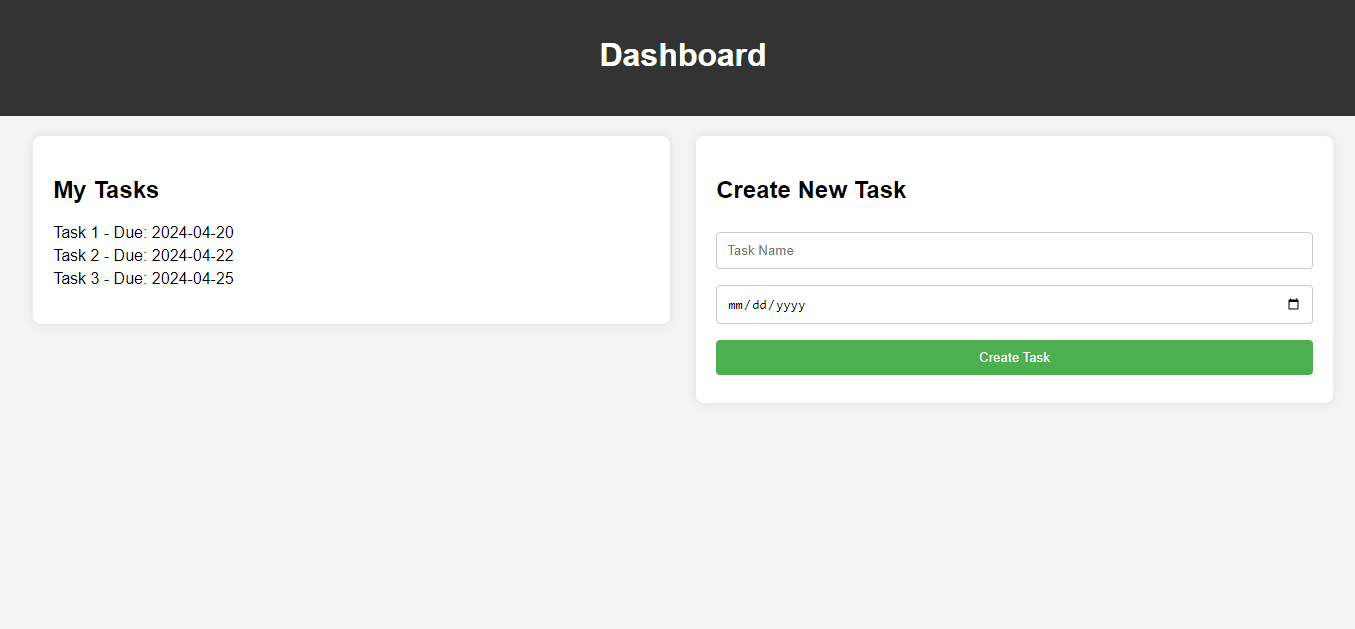 Dashboard
My Tasks
Task 1 - Due: 2024-04-20
Task 2 - Due: 2024-04-22
Task 3 - Due: 2024-04-25
Create New Task
Task Name
mm/dd/yyyy
Create Task